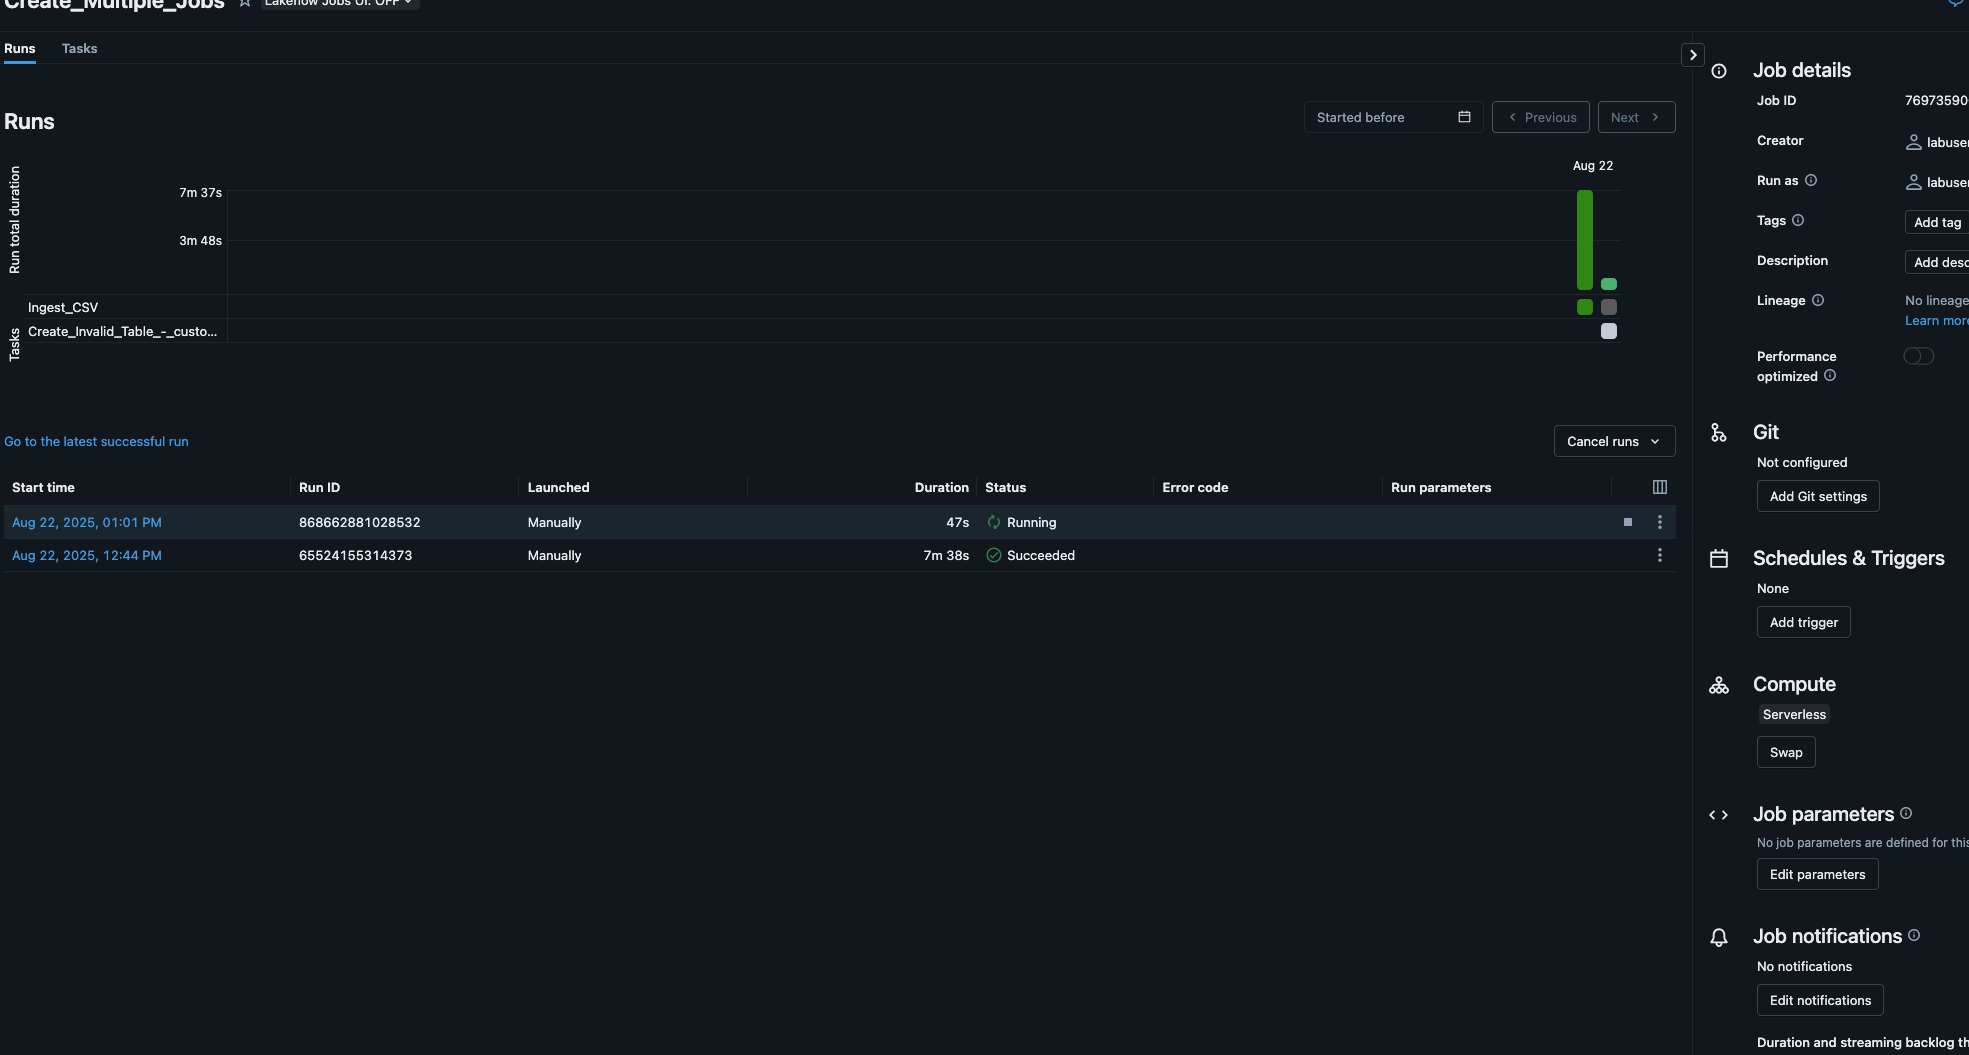 Create_Multiple_Jobs Lakeflow Jobs UI: OFF
Runs Tasks
Runs
Started before Previous Next
Aug 22
Run total duration
7m 37s
3m 48s
Tasks
Ingest_CSV
Create_Invalid_Table_-_custo...
Go to the latest successful run
Cancel runs
Start time Run ID Launched Duration Status Error code Run parameters
Aug 22, 2025, 01:01 PM 868662881028532 Manually 47s Running
Aug 22, 2025, 12:44 PM 65524155314373 Manually 7m 38s Succeeded
Job details
Job ID 76973590
Creator labuser
Run as labuser
Tags Add tag
Description Add desc
Lineage No lineage
Learn more
Performance
optimized
Git
Not configured
Add Git settings
Schedules & Triggers
None
Add trigger
Compute
Serverless
Swap
Job parameters
No job parameters are defined for this
Edit parameters
Job notifications
No notifications
Edit notifications
Duration and streaming backlog th